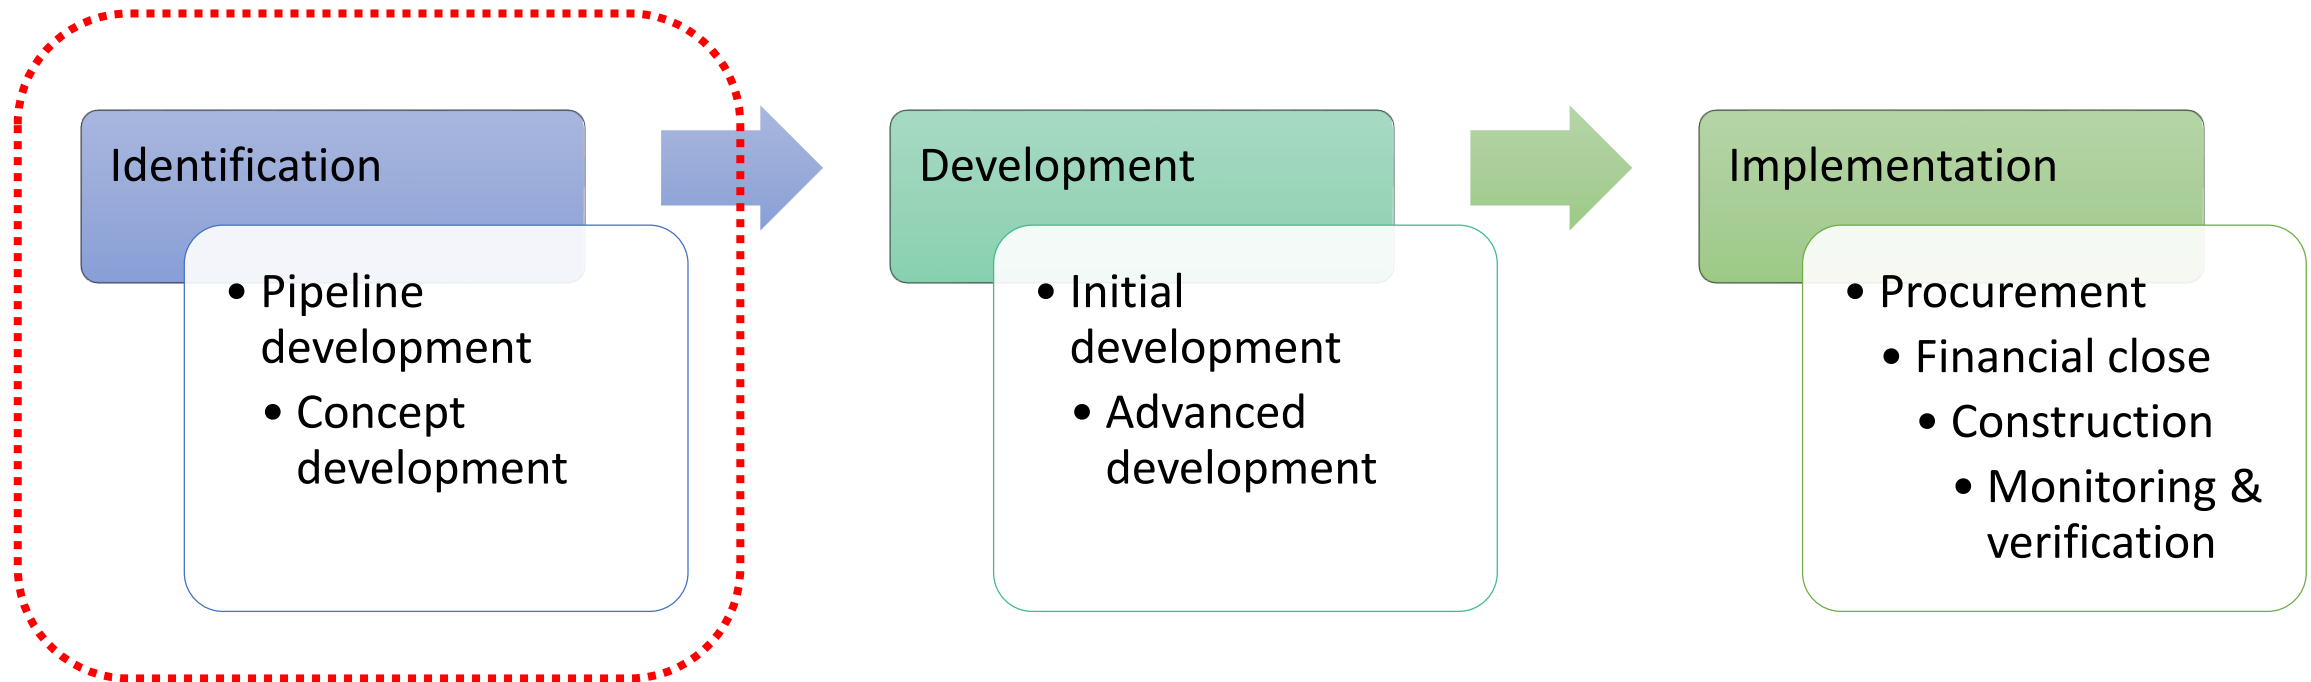 Identification
• Pipeline
development
• Concept
development
Development
• Initial
development
• Advanced
development
Implementation
• Procurement
• Financial close
• Construction
• Monitoring &
verification